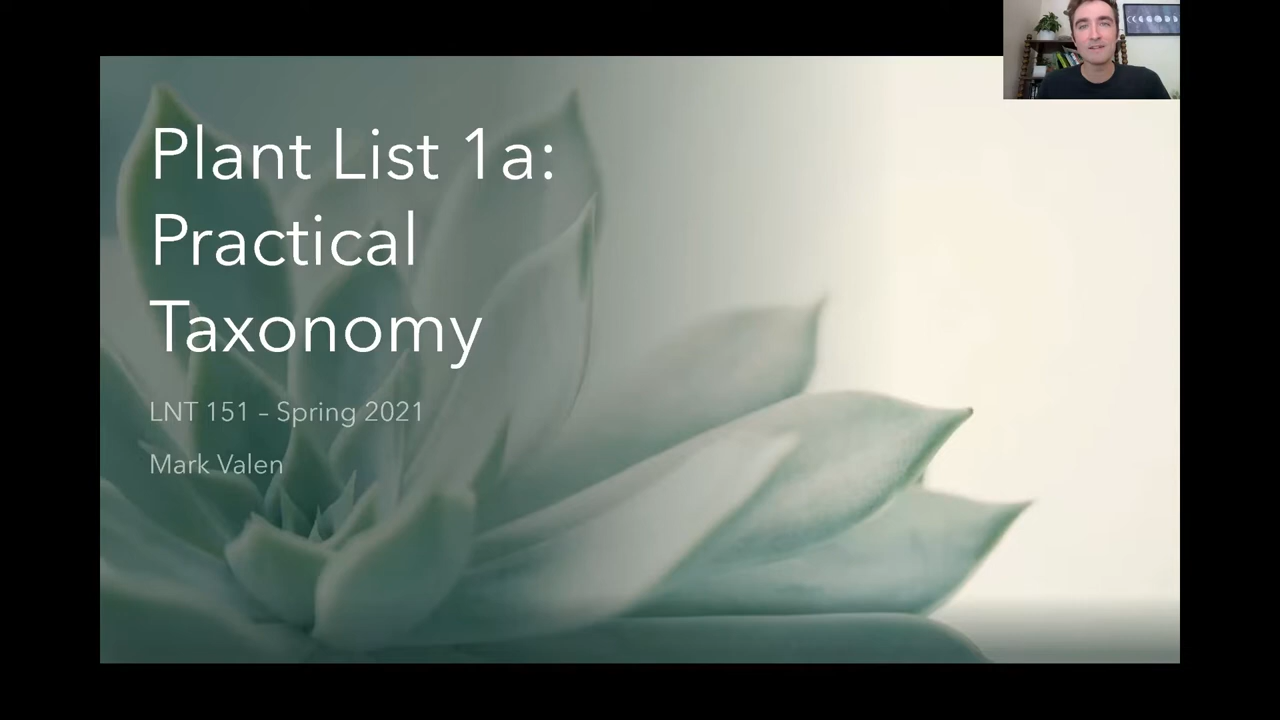 Plant List 1a:
Practical
Taxonomy
LNT 151 – Spring 2021
Mark Valen